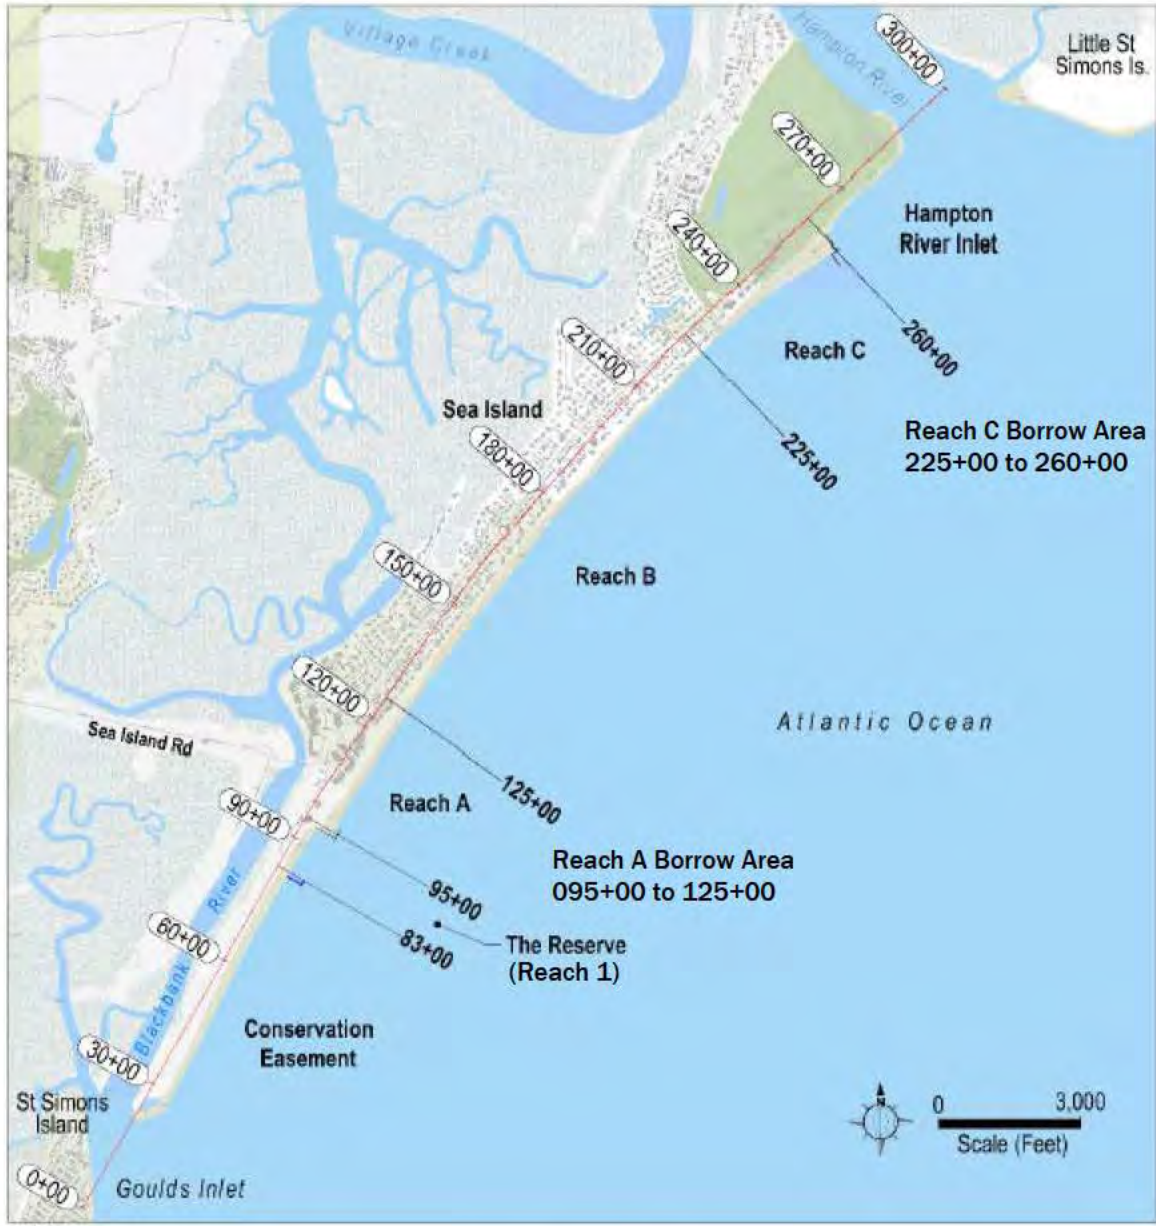 Village Creek
Hampton River
300+00
Little St
Simons Is.
270+00
Hampton
River Inlet
240+00
260+00
210+00
Reach C
Sea Island
Reach C Borrow Area
225+00 to 260+00
180+00
225+00
150+00
Reach B
120+00
Atlantic Ocean
Sea Island Rd
125+00
90+00
Reach A
Reach A Borrow Area
095+00 to 125+00
95+00
60+00
83+00
The Reserve
(Reach 1)
Blackbank River
Conservation
Easement
30+00
St Simons
Island
N
0 3,000
Scale (Feet)
0+00
Goulds Inlet